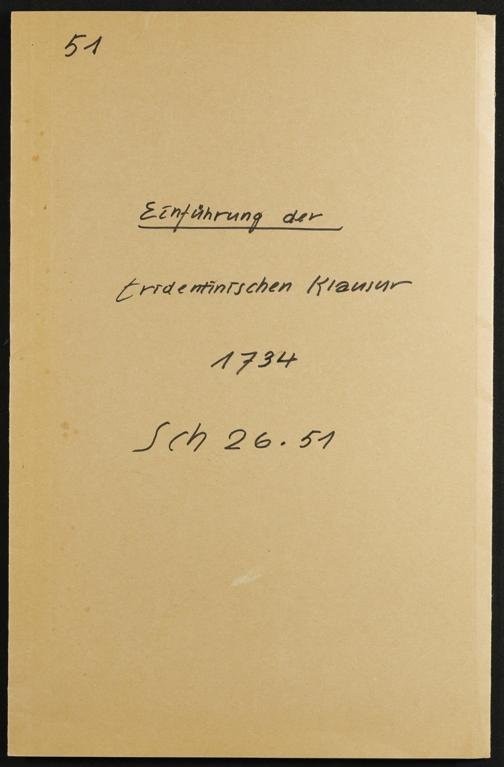 51
Einführung der
tridentinischen Klausur
1734
Sch 26.51